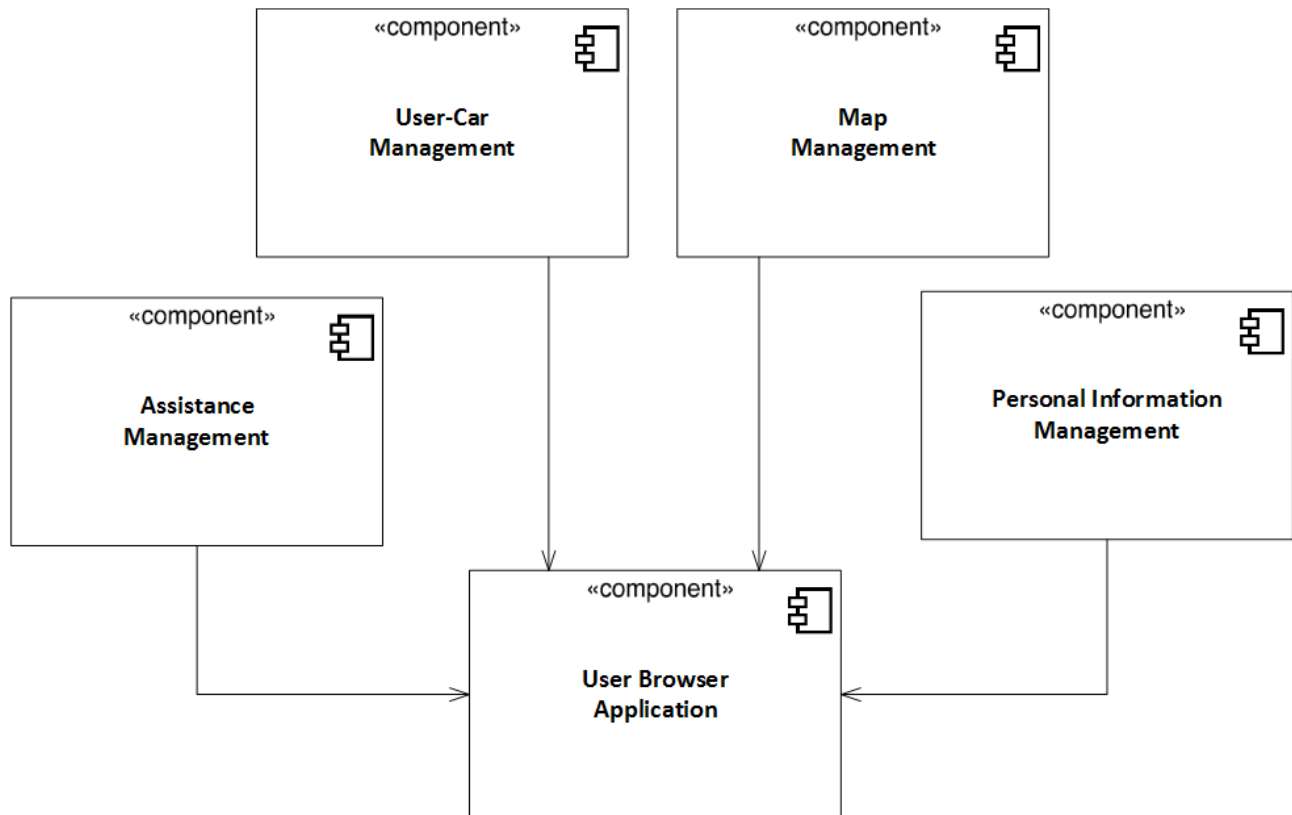 «component»
User-Car
Management
«component»
Map
Management
«component»
Assistance
Management
«component»
Personal Information
Management
«component»
User Browser
Application